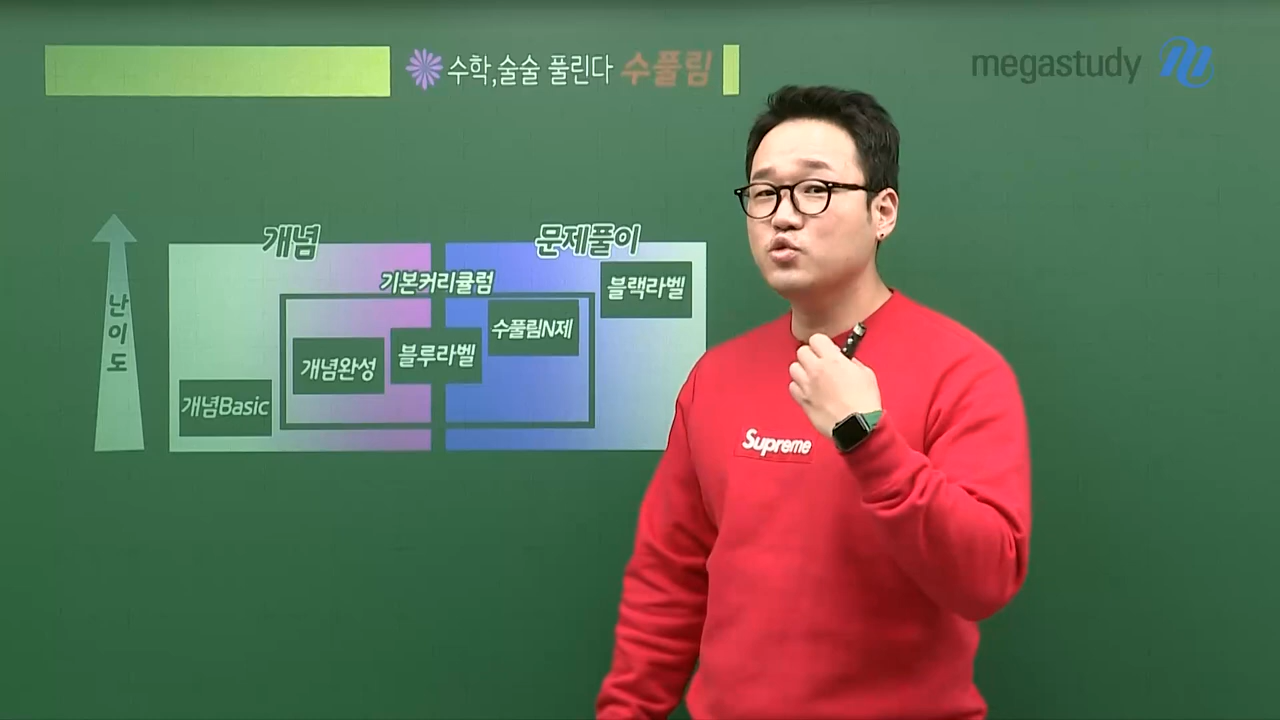 수학,술술 풀린다 수풀림
megastudy
개념
문제풀이
기본커리큘럼
난이도
개념Basic
개념완성
블루라벨
수풀림N제
블랙라벨
Supreme